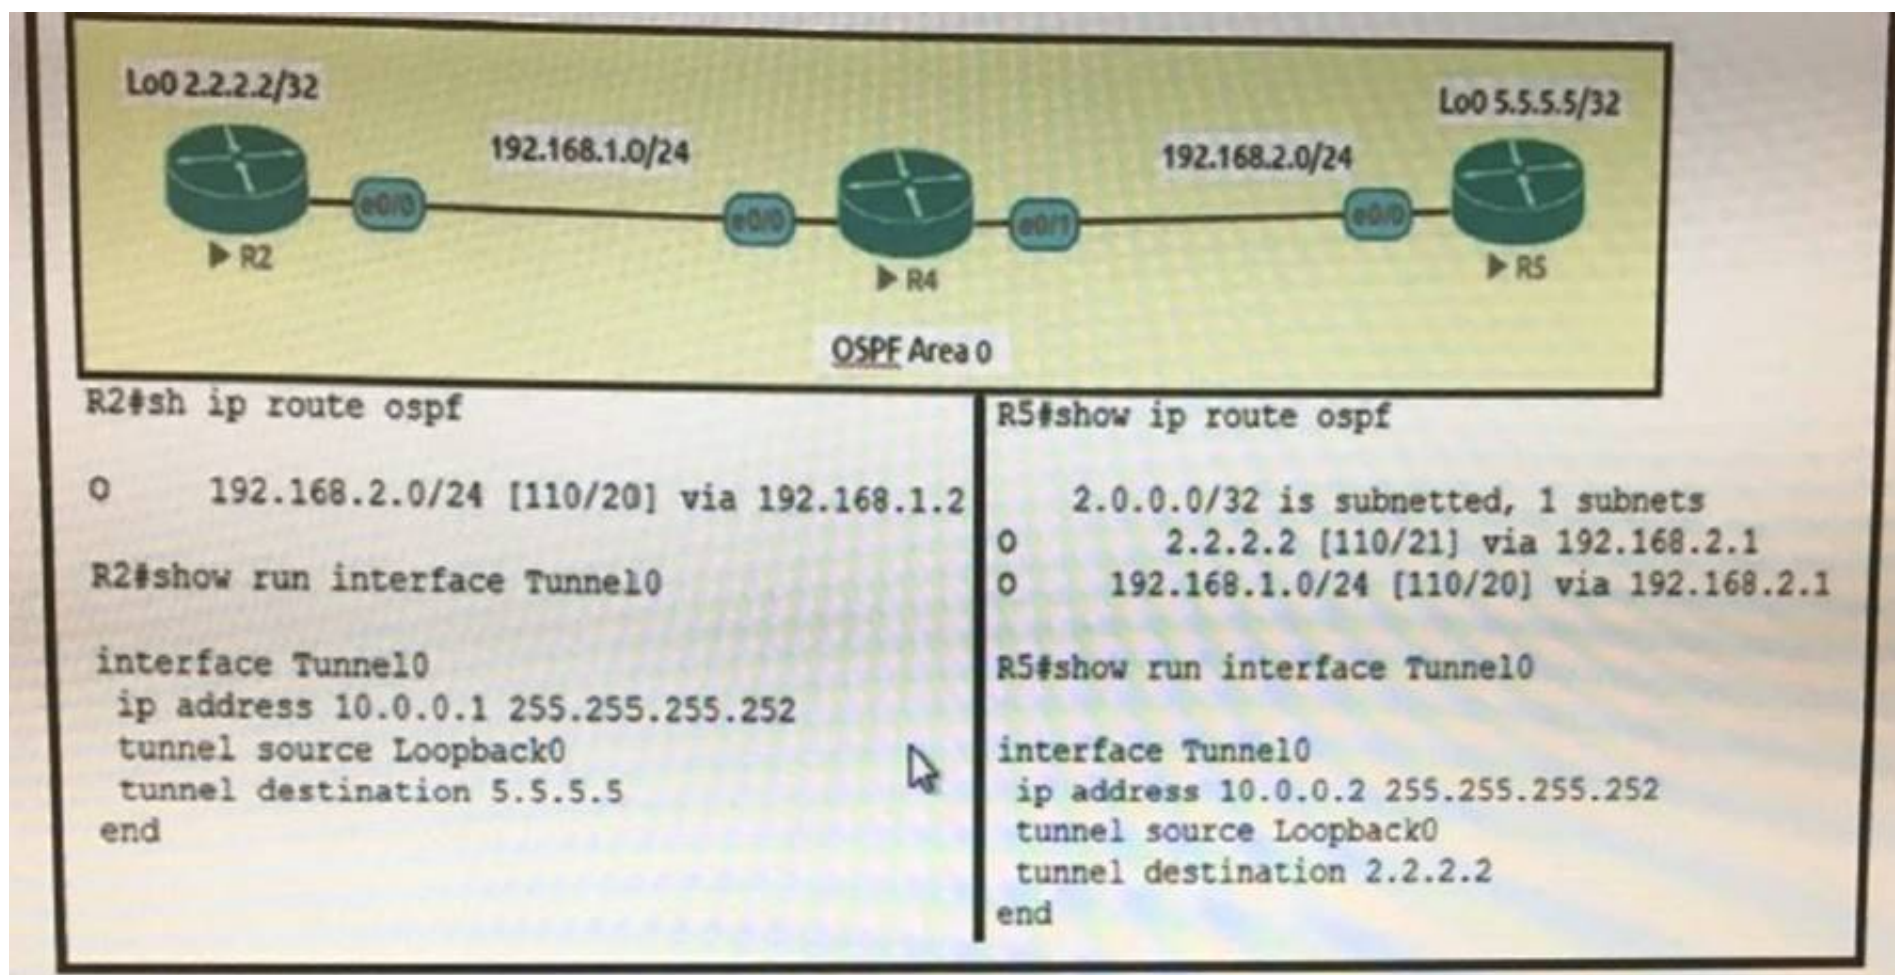 Lo0 2.2.2.2/32
Lo0 5.5.5.5/32
192.168.1.0/24
192.168.2.0/24
e0/0
e0/0
e0/1
e0/0
R2
R4
R5
OSPF Area 0
R2#sh ip route ospf
O 192.168.2.0/24 [110/20] via 192.168.1.2
R2#show run interface Tunnel0
interface Tunnel0
ip address 10.0.0.1 255.255.255.252
tunnel source Loopback0
tunnel destination 5.5.5.5
end
R5#show ip route ospf
2.0.0.0/32 is subnetted, 1 subnets
O 2.2.2.2 [110/21] via 192.168.2.1
O 192.168.1.0/24 [110/20] via 192.168.2.1
R5#show run interface Tunnel0
interface Tunnel0
ip address 10.0.0.2 255.255.255.252
tunnel source Loopback0
tunnel destination 2.2.2.2
end